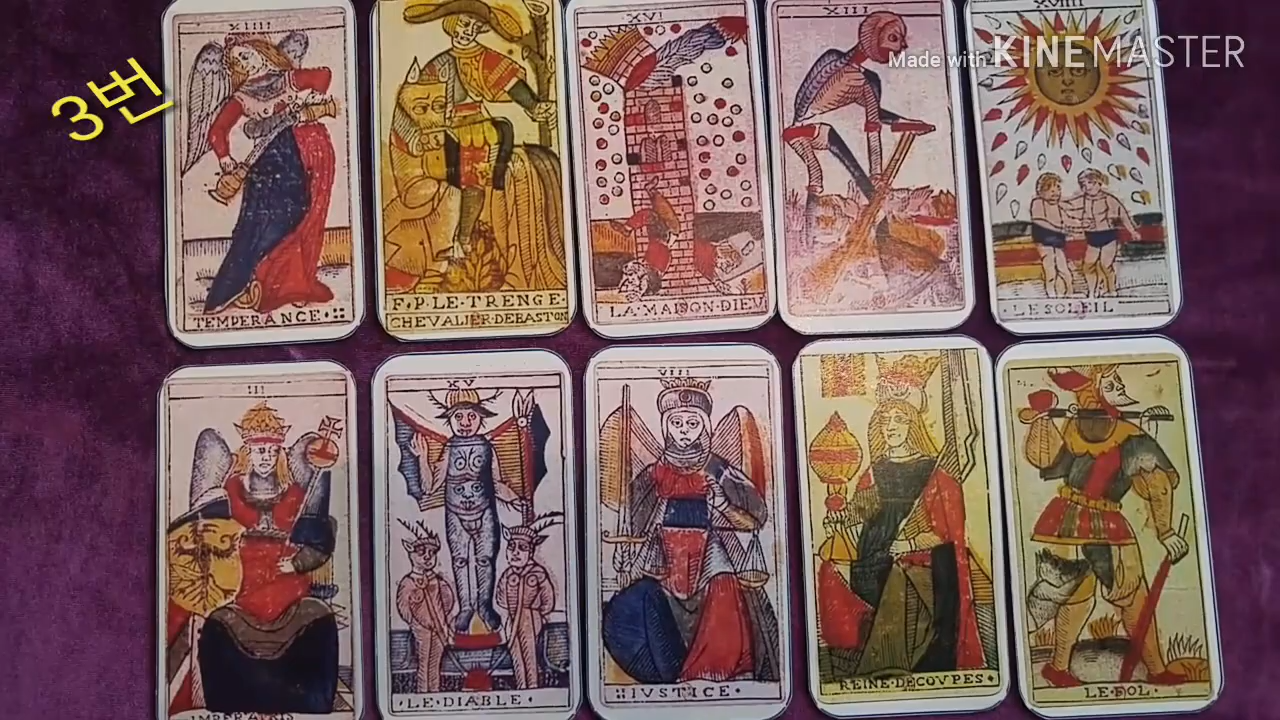 3번
Made with KINEMASTER
XIIII
TEMPERANCE
F·P·LE·TRENGE·
CHEVALIER·DEBASTON
XVI
LA·MAISON·DIEV
XIII
XVIIII
LE SOLEIL
III
IMPERATRIS
XV
·LE·DIABLE·
VIII
IVSTICE·
REINE·DECOVPES·
LE·FOL·